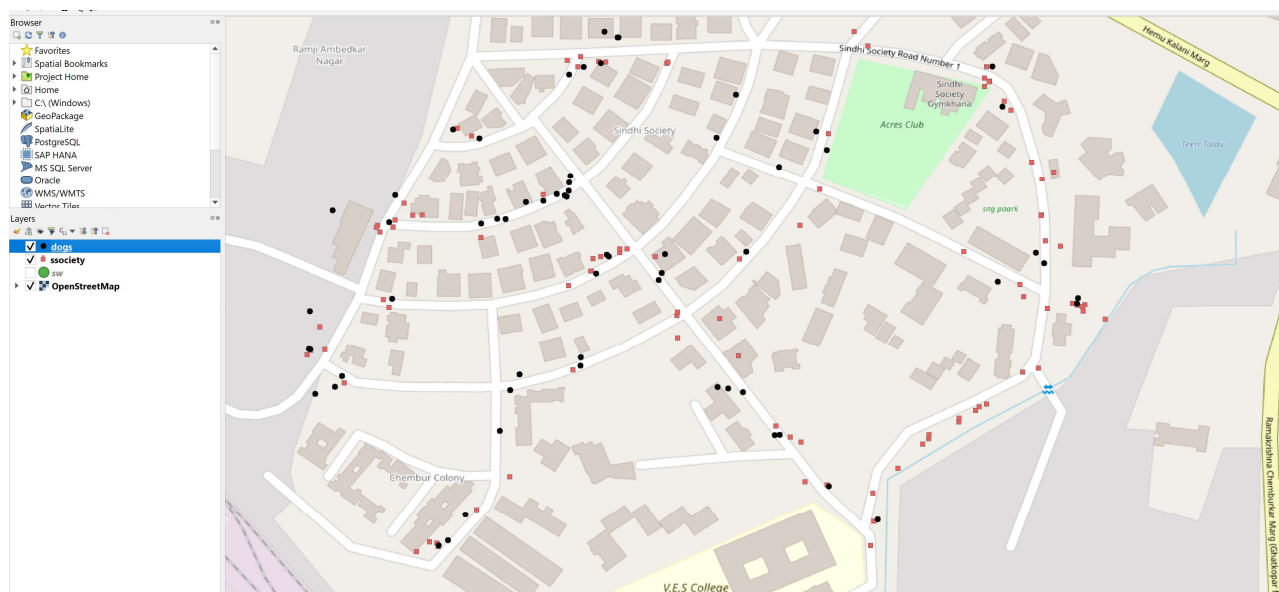 Browser
Favorites
Spatial Bookmarks
Project Home
Home
C:\ (Windows)
GeoPackage
SpatiaLite
PostgreSQL
SAP HANA
MS SQL Server
Oracle
WMS/WMTS
Vector Tiles
Layers
dogs
ssociety
sw
OpenStreetMap
Ramji Ambedkar
Nagar
Sindhi Society
Sindhi Society Road Number 1
Sindhi
Society
Gymkhana
Acres Club
Hemu Kalani Marg
Teen Talav
sng paark
Chembur Colony
V.E.S College
Ramakrishna Chemburkar Marg (Ghatkopar